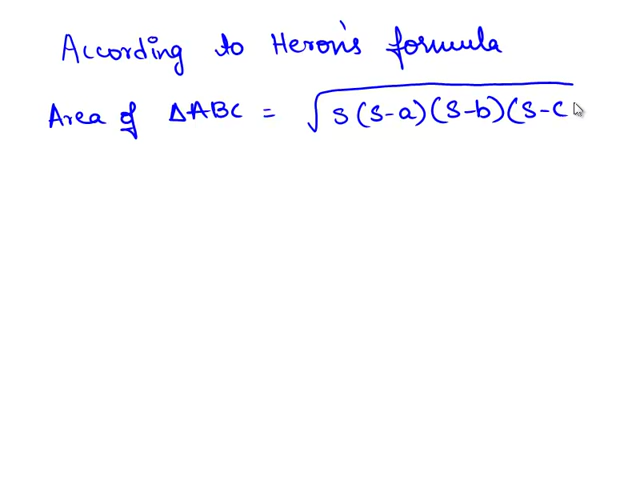 According to Heron's formula
Area of ΔABC = √s(s-a)(s-b)(s-c